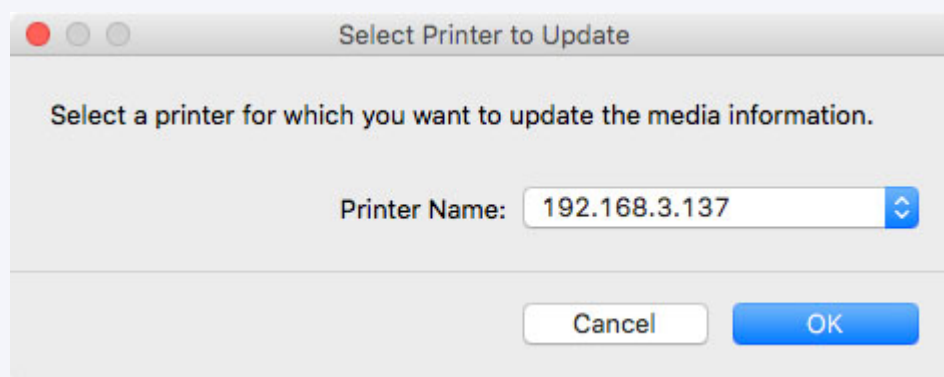 Select Printer to Update
Select a printer for which you want to update the media information.
Printer Name: 192.168.3.137
Cancel OK